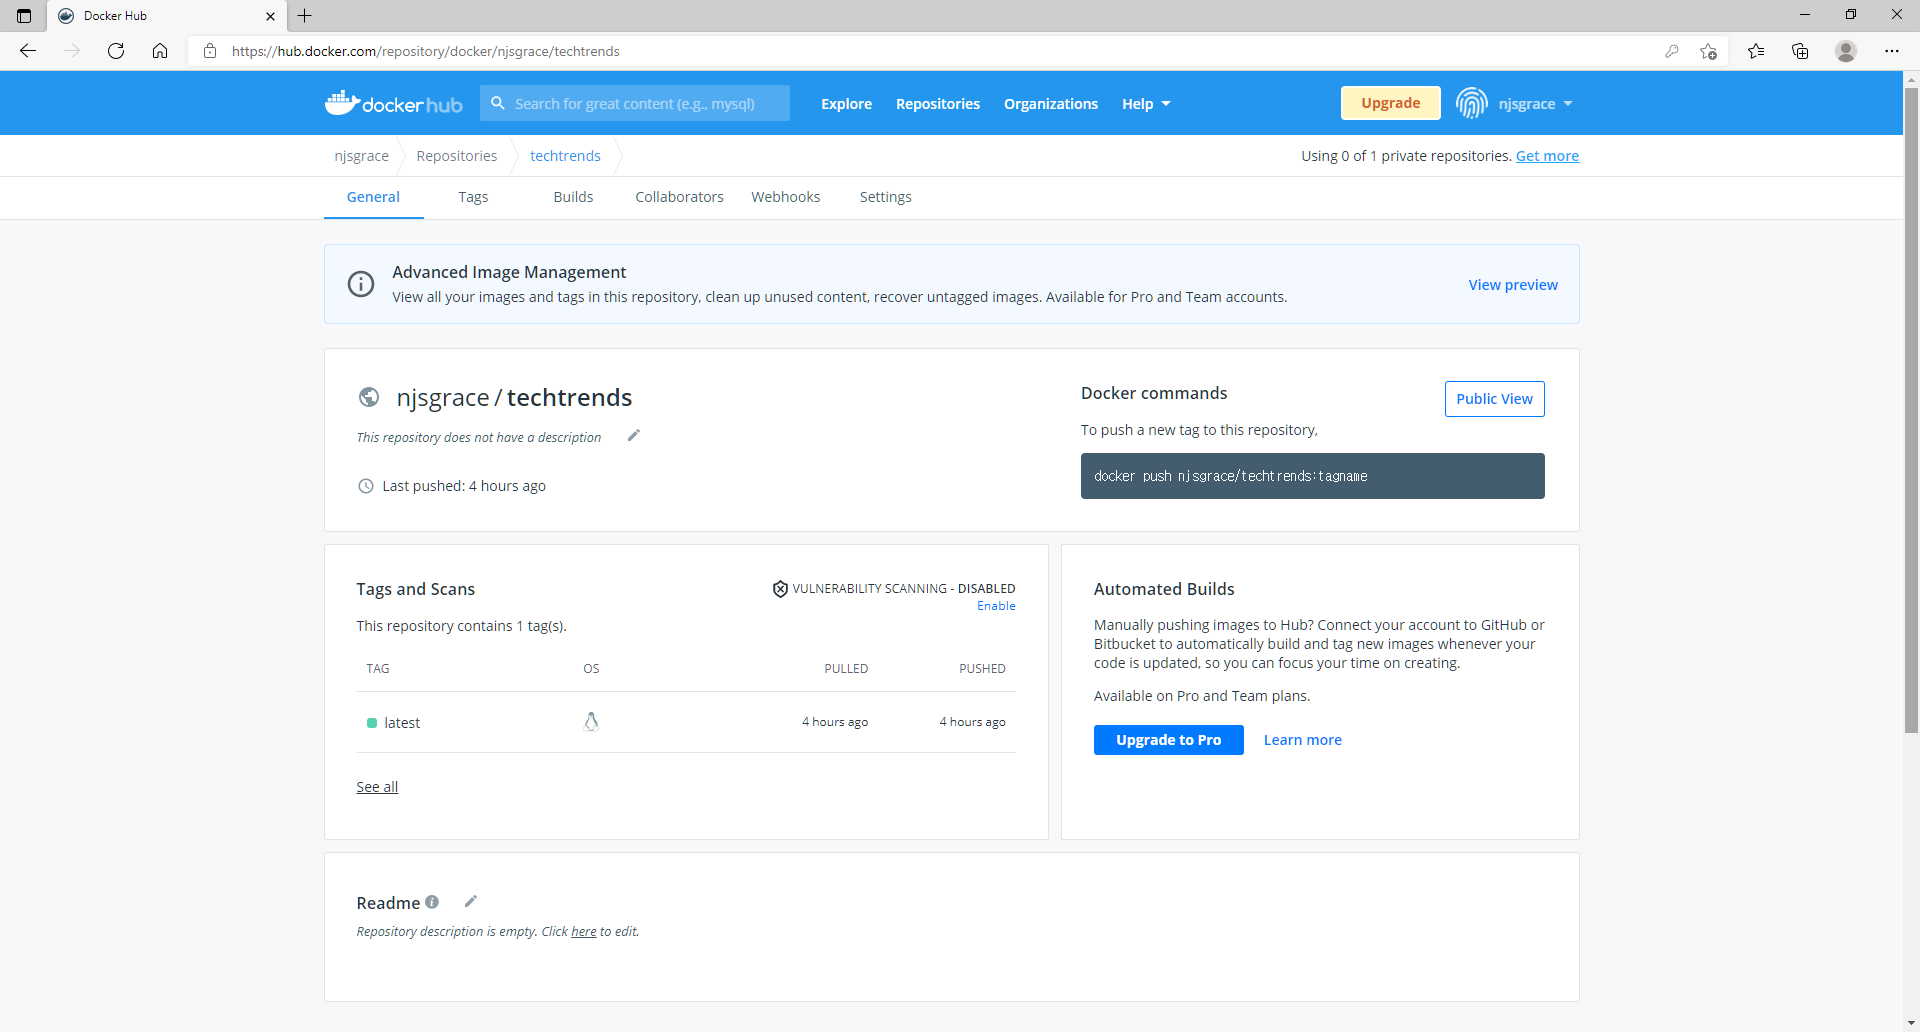 Docker Hub
https://hub.docker.com/repository/docker/njsgrace/techtrends
docker hub
Search for great content (e.g., mysql)
Explore
Repositories
Organizations
Help
Upgrade
njsgrace
njsgrace
Repositories
techtrends
Using 0 of 1 private repositories. Get more
General
Tags
Builds
Collaborators
Webhooks
Settings
Advanced Image Management
View all your images and tags in this repository, clean up unused content, recover untagged images. Available for Pro and Team accounts.
View preview
njsgrace / techtrends
This repository does not have a description
Last pushed: 4 hours ago
Docker commands
Public View
To push a new tag to this repository,
docker push njsgrace/techtrends:tagname
Tags and Scans
VULNERABILITY SCANNING - DISABLED
Enable
This repository contains 1 tag(s).
TAG
OS
PULLED
PUSHED
latest
4 hours ago
4 hours ago
See all
Automated Builds
Manually pushing images to Hub? Connect your account to GitHub or
Bitbucket to automatically build and tag new images whenever your
code is updated, so you can focus your time on creating.
Available on Pro and Team plans.
Upgrade to Pro
Learn more
Readme
Repository description is empty. Click here to edit.